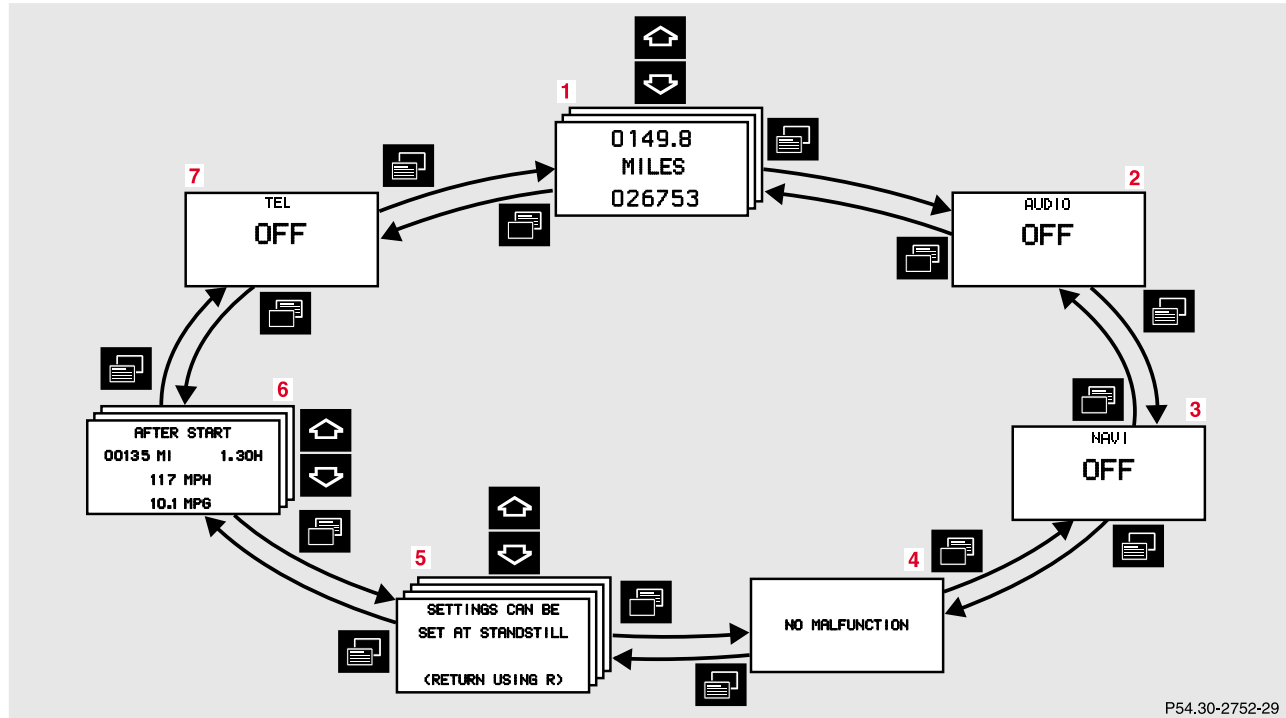 1
0149.8
MILES
026753
2
AUDIO
OFF
3
NAVI
OFF
4
NO MALFUNCTION
5
SETTINGS CAN BE
SET AT STANDSTILL
(RETURN USING R)
6
AFTER START
00135 MI 1.30H
117 MPH
10.1 MPG
7
TEL
OFF
P54.30-2752-29